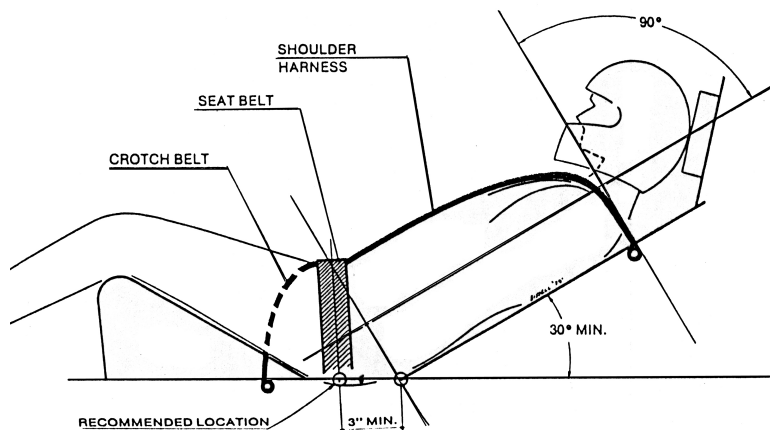 90°
SHOULDER
HARNESS
SEAT BELT
CROTCH BELT
30° MIN.
RECOMMENDED LOCATION
3" MIN.